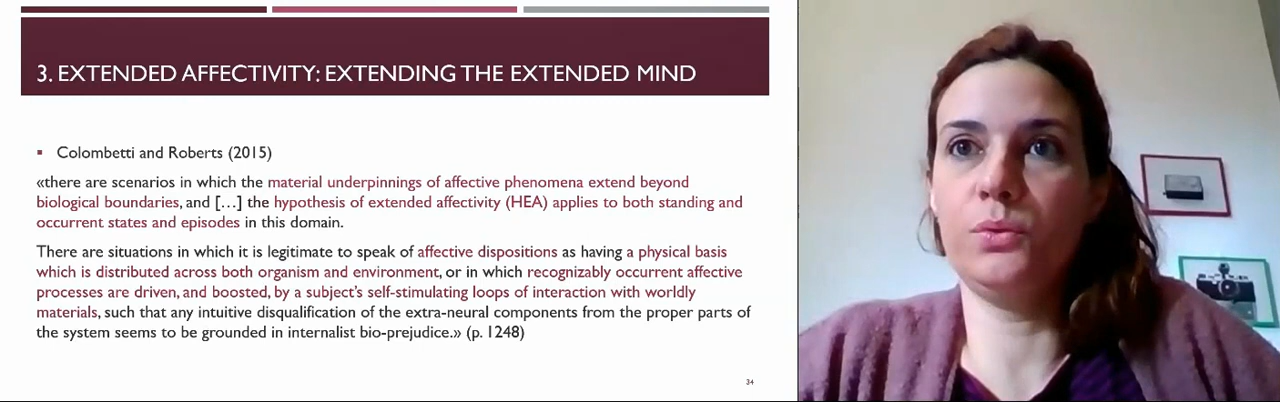 3. EXTENDED AFFECTIVITY: EXTENDING THE EXTENDED MIND
▪ Colombetti and Roberts (2015)
«there are scenarios in which the material underpinnings of affective phenomena extend beyond
biological boundaries, and […] the hypothesis of extended affectivity (HEA) applies to both standing and
occurrent states and episodes in this domain.
There are situations in which it is legitimate to speak of affective dispositions as having a physical basis
which is distributed across both organism and environment, or in which recognizably occurrent affective
processes are driven, and boosted, by a subject's self-stimulating loops of interaction with worldly
materials, such that any intuitive disqualification of the extra-neural components from the proper parts of
the system seems to be grounded in internalist bio-prejudice.» (p. 1248)
34